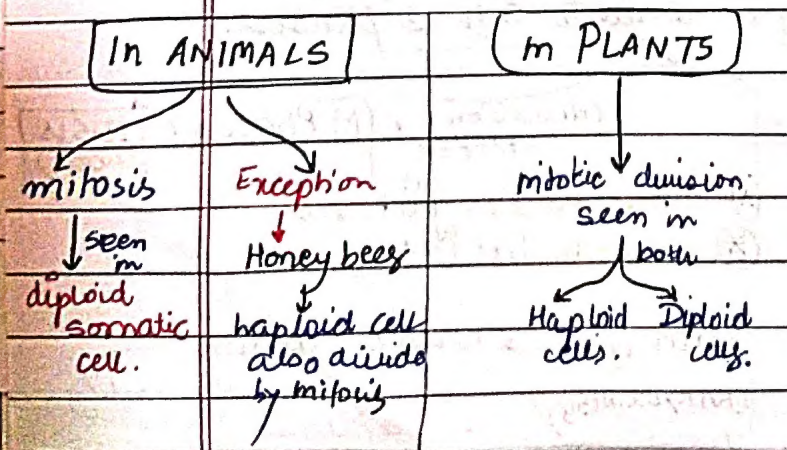 In ANIMALS
mitosis
seen
in
diploid
somatic
cell.
Exception
Honey bees
haploid cell
also divide
by mitosis
in PLANTS
mitotic division
seen in
both
Haploid
cells.
Diploid
cells.